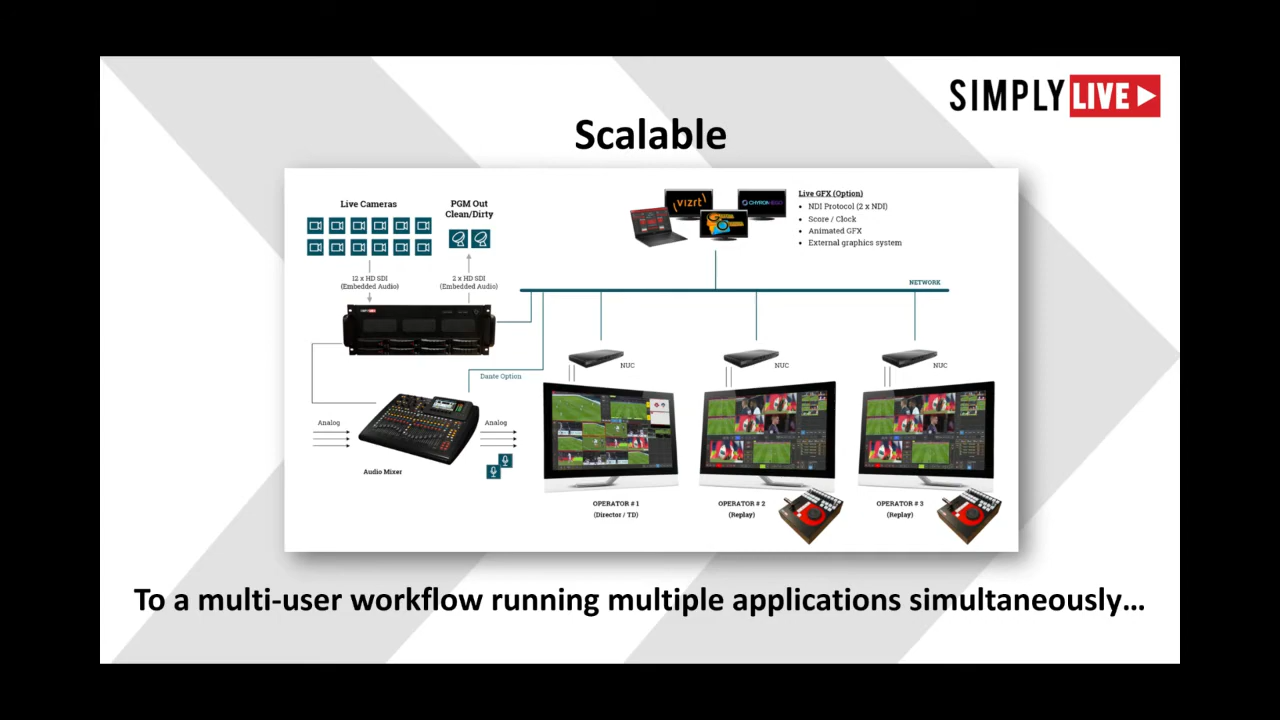 SIMPLY LIVE
Scalable
Live Cameras
PGM Out
Clean/Dirty
12 x HD SDI
(Embedded Audio)
2 x HD SDI
(Embedded Audio)
vizrt
CHYRONHEGO
Live GFX (Option)
• NDI Protocol (2 x NDI)
• Score / Clock
• Animated GFX
• External graphics system
NETWORK
NUC
NUC
NUC
Dante Option
Analog
Analog
Audio Mixer
OPERATOR # 1
(Director / TD)
OPERATOR # 2
(Replay)
OPERATOR # 3
(Replay)
To a multi-user workflow running multiple applications simultaneously...